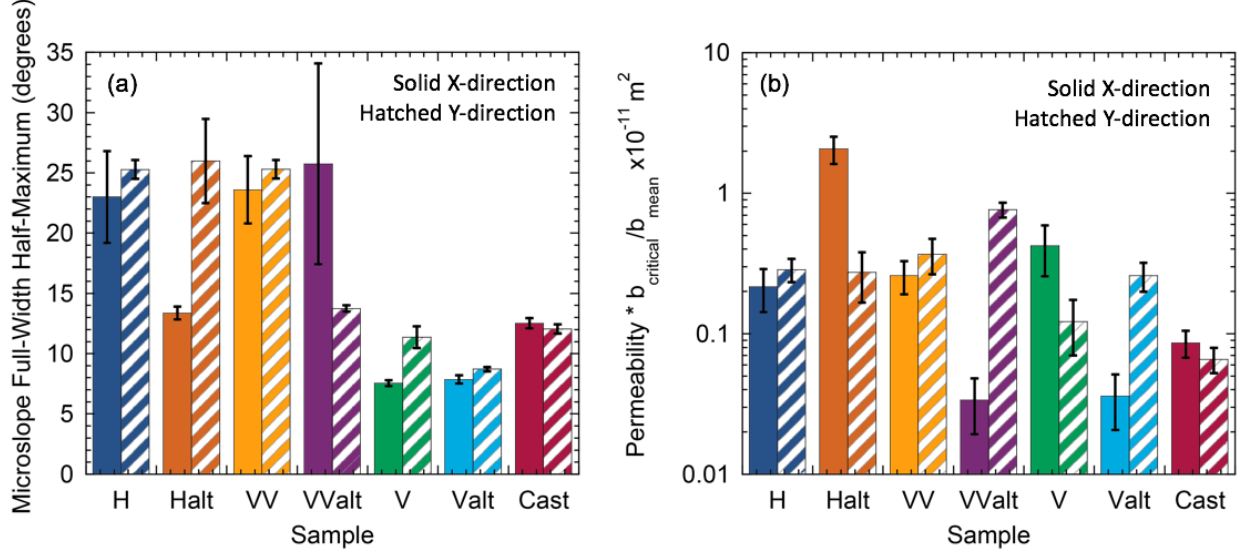 Microslope Full-Width Half-Maximum (degrees)
35
30
25
20
15
10
5
0
(a)
Solid X-direction
Hatched Y-direction
H Halt VV VValt V Valt Cast
Sample
Permeability * b critical/b mean x10⁻¹¹ m²
10
1
0.1
0.01
(b)
Solid X-direction
Hatched Y-direction
H Halt VV VValt V Valt Cast
Sample